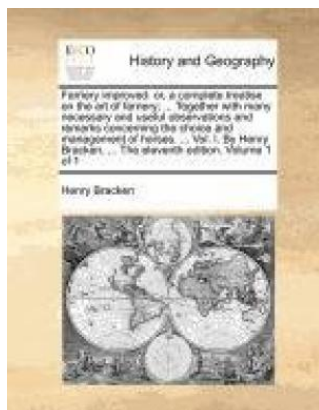 ECCO
History and Geography
Farriery improved: or, a complete treatise
on the art of farriery; ... Together with many
necessary and useful observations and
remarks concerning the choice and
management of horses. ... Vol. I. By Henry
Bracken, ... The eleventh edition. Volume 1
of 1
Henry Bracken